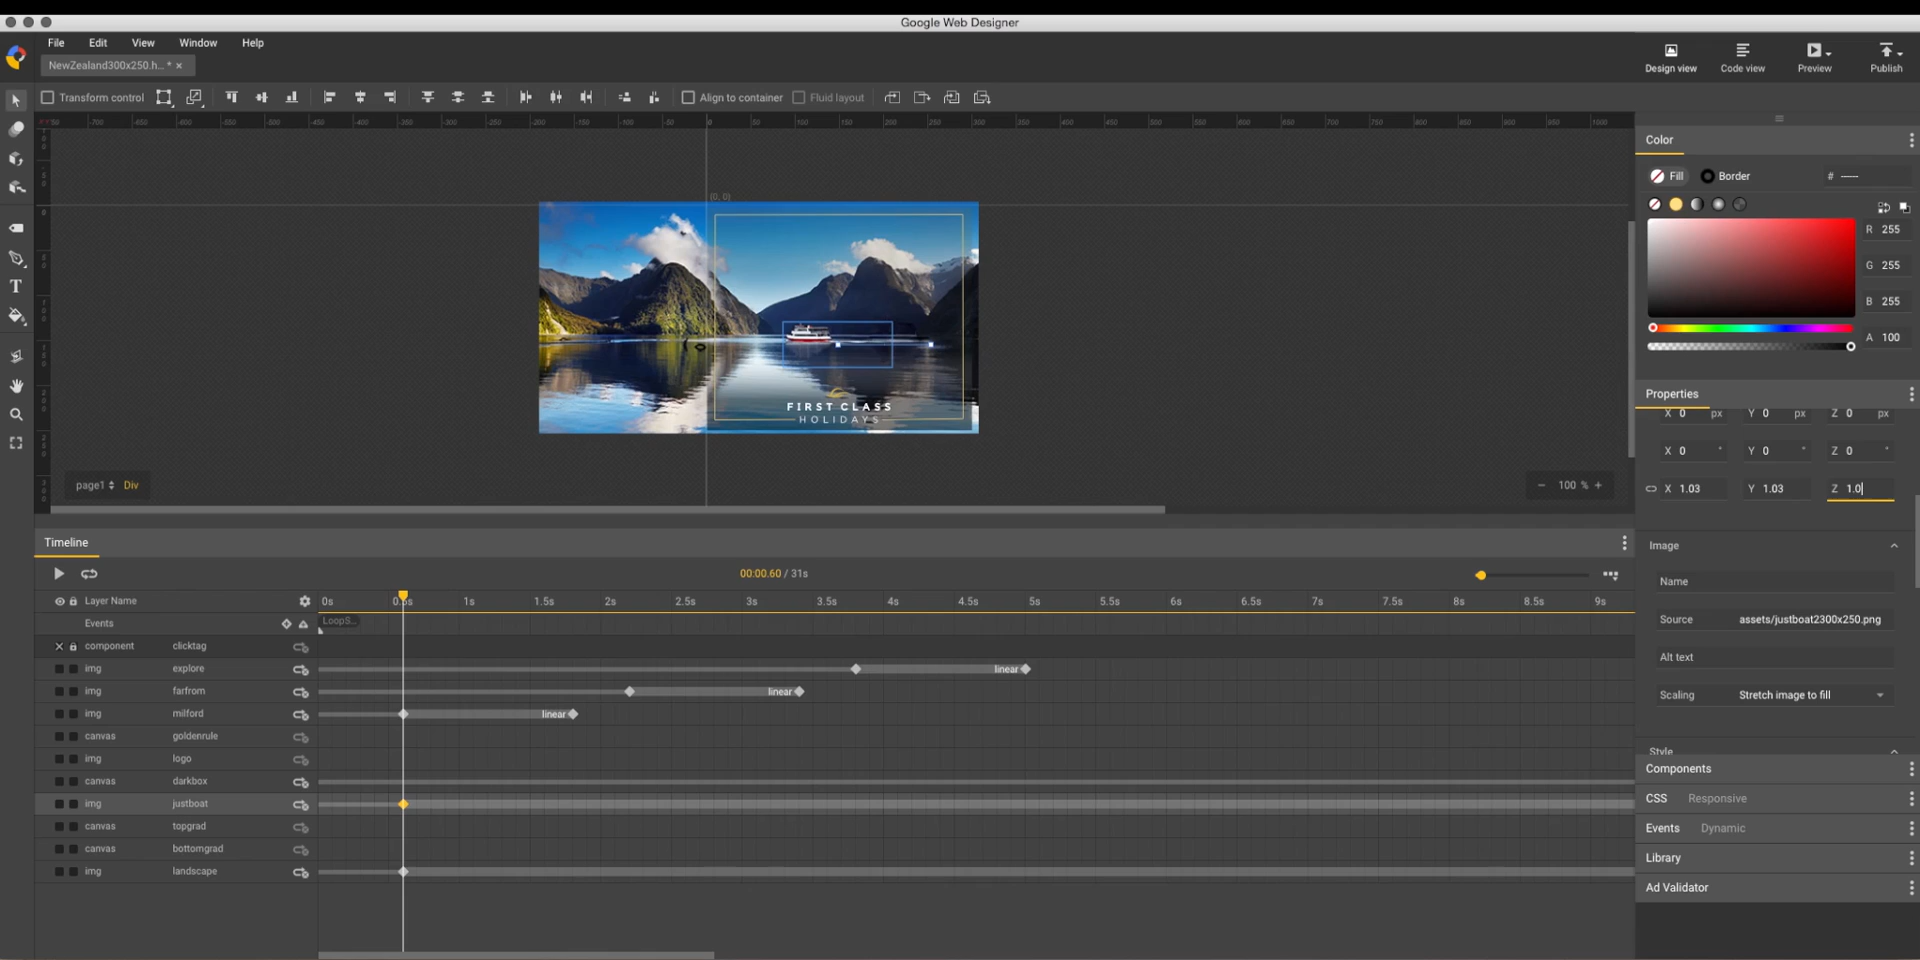 Google Web Designer
File Edit View Window Help
NewZealand300x250.h... * ×
Design view Code view Preview Publish
Transform control Align to container Fluid layout
(0, 0)
FIRST CLASS
HOLIDAYS
page1 Div
− 100 % +
Color
Fill Border #
R 255
G 255
B 255
A 100
Properties
X 0 px Y 0 px Z 0 px
X 0 ° Y 0 ° Z 0 °
X 1.03 Y 1.03 Z 1.0
Image
Name
Source assets/justboat2300x250.png
Alt text
Scaling Stretch image to fill
Style
Components
CSS Responsive
Events Dynamic
Library
Ad Validator
Timeline
00:00.60 / 31s
Layer Name 0s 0.5s 1s 1.5s 2s 2.5s 3s 3.5s 4s 4.5s 5s 5.5s 6s 6.5s 7s 7.5s 8s 8.5s 9s
Events LoopS...
component clicktag
img explore linear
img farfrom linear
img milford linear
canvas goldenrule
img logo
canvas darkbox
img justboat
canvas topgrad
canvas bottomgrad
img landscape